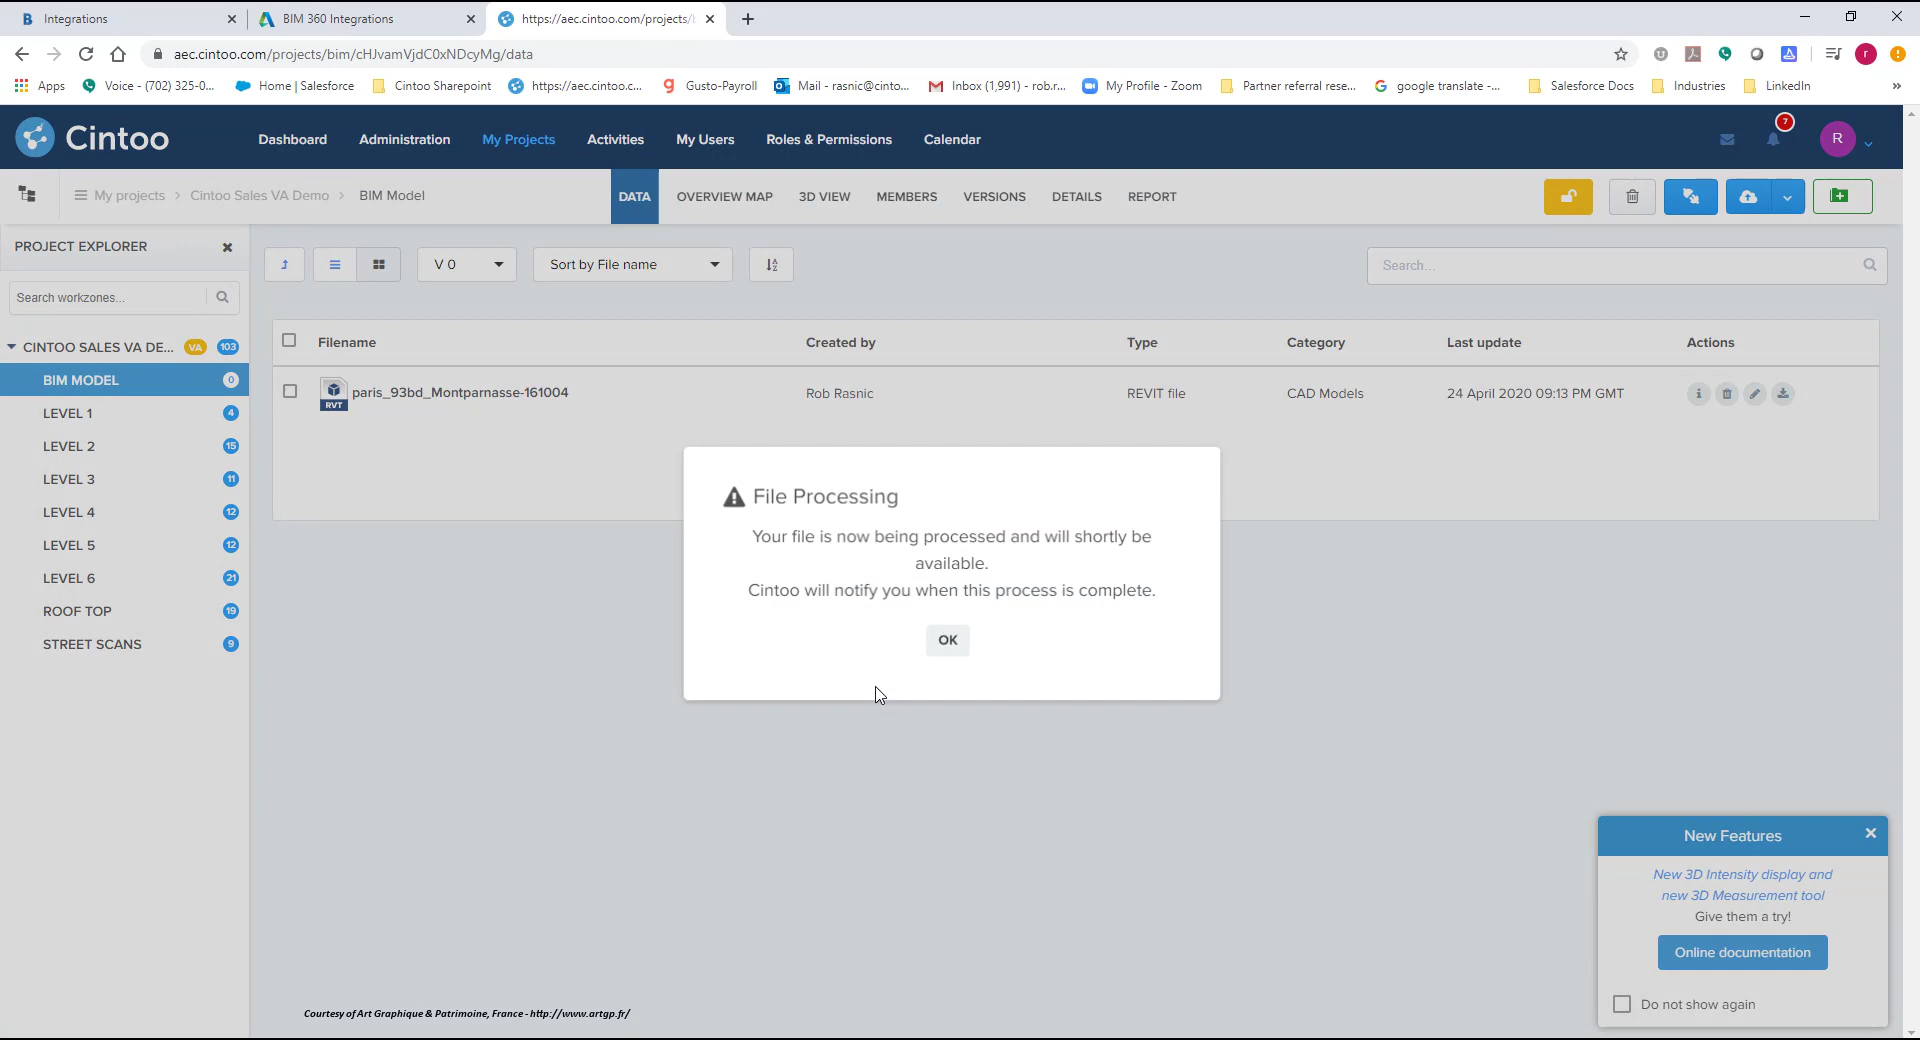 Integrations
BIM 360 Integrations
https://aec.cintoo.com/projects/b
aec.cintoo.com/projects/bim/cHJvamVjdC0xNDcyMg/data
Apps
Voice - (702) 325-0...
Home | Salesforce
Cintoo Sharepoint
https://aec.cintoo.c...
Gusto-Payroll
Mail - rasnic@cinto...
Inbox (1,991) - rob.r...
My Profile - Zoom
Partner referral rese...
google translate -...
Salesforce Docs
Industries
LinkedIn
Cintoo
Dashboard
Administration
My Projects
Activities
My Users
Roles & Permissions
Calendar
7
R
My projects > Cintoo Sales VA Demo > BIM Model
DATA
OVERVIEW MAP
3D VIEW
MEMBERS
VERSIONS
DETAILS
REPORT
PROJECT EXPLORER
Search workzones...
CINTOO SALES VA DE... VA 103
BIM MODEL 0
LEVEL 1 4
LEVEL 2 15
LEVEL 3 11
LEVEL 4 12
LEVEL 5 12
LEVEL 6 21
ROOF TOP 19
STREET SCANS 9
V 0
Sort by File name
Search...
Filename Created by Type Category Last update Actions
RVT paris_93bd_Montparnasse-161004 Rob Rasnic REVIT file CAD Models 24 April 2020 09:13 PM GMT
File Processing
Your file is now being processed and will shortly be
available.
Cintoo will notify you when this process is complete.
OK
New Features
New 3D Intensity display and
new 3D Measurement tool
Give them a try!
Online documentation
Do not show again
Courtesy of Art Graphique & Patrimoine, France - http://www.artgp.fr/